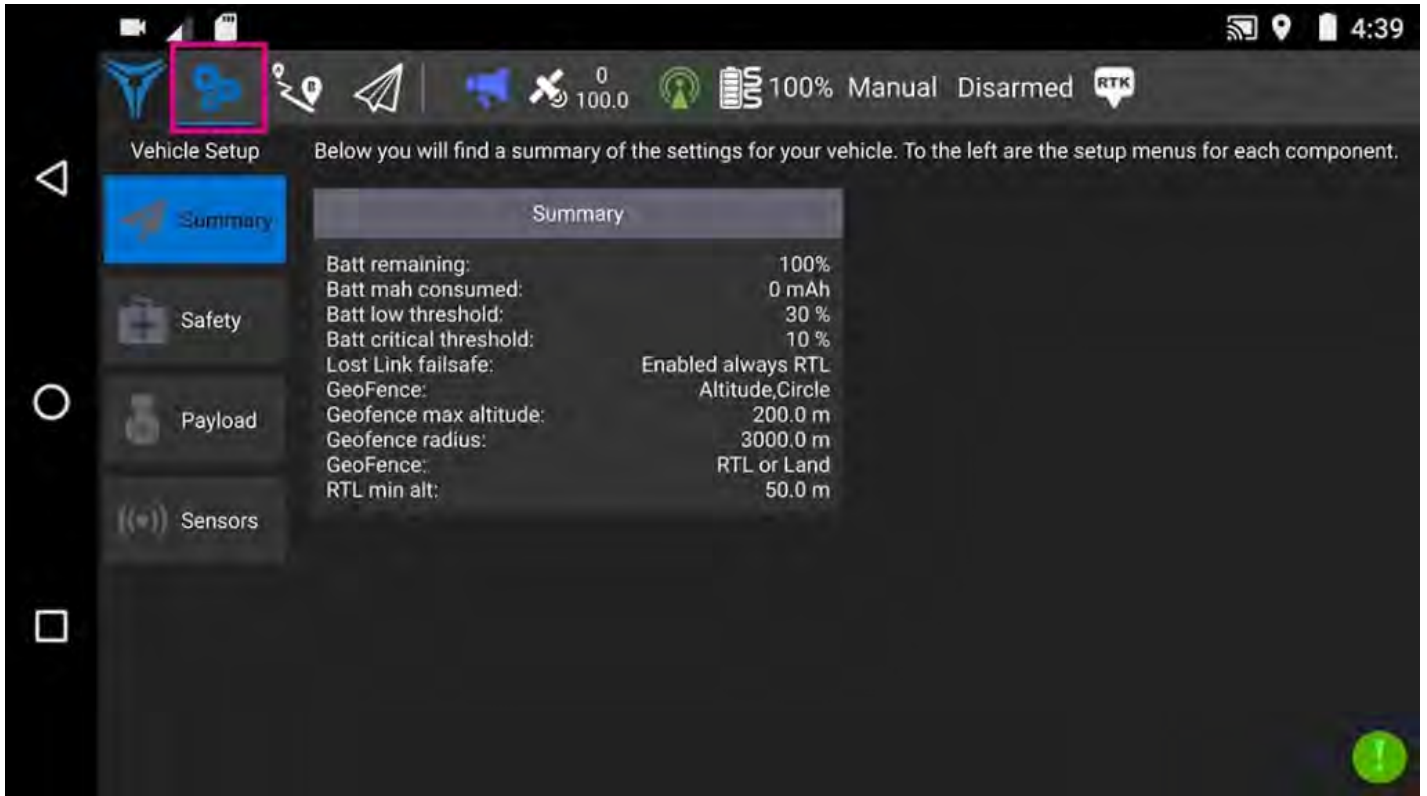 4:39
0
100.0
100% Manual Disarmed RTK
Vehicle Setup
Below you will find a summary of the settings for your vehicle. To the left are the setup menus for each component.
Summary
Summary
Batt remaining: 100%
Batt mah consumed: 0 mAh
Batt low threshold: 30 %
Batt critical threshold: 10 %
Lost Link failsafe: Enabled always RTL
GeoFence: Altitude,Circle
Geofence max altitude: 200.0 m
Geofence radius: 3000.0 m
GeoFence: RTL or Land
RTL min alt: 50.0 m
Safety
Payload
Sensors